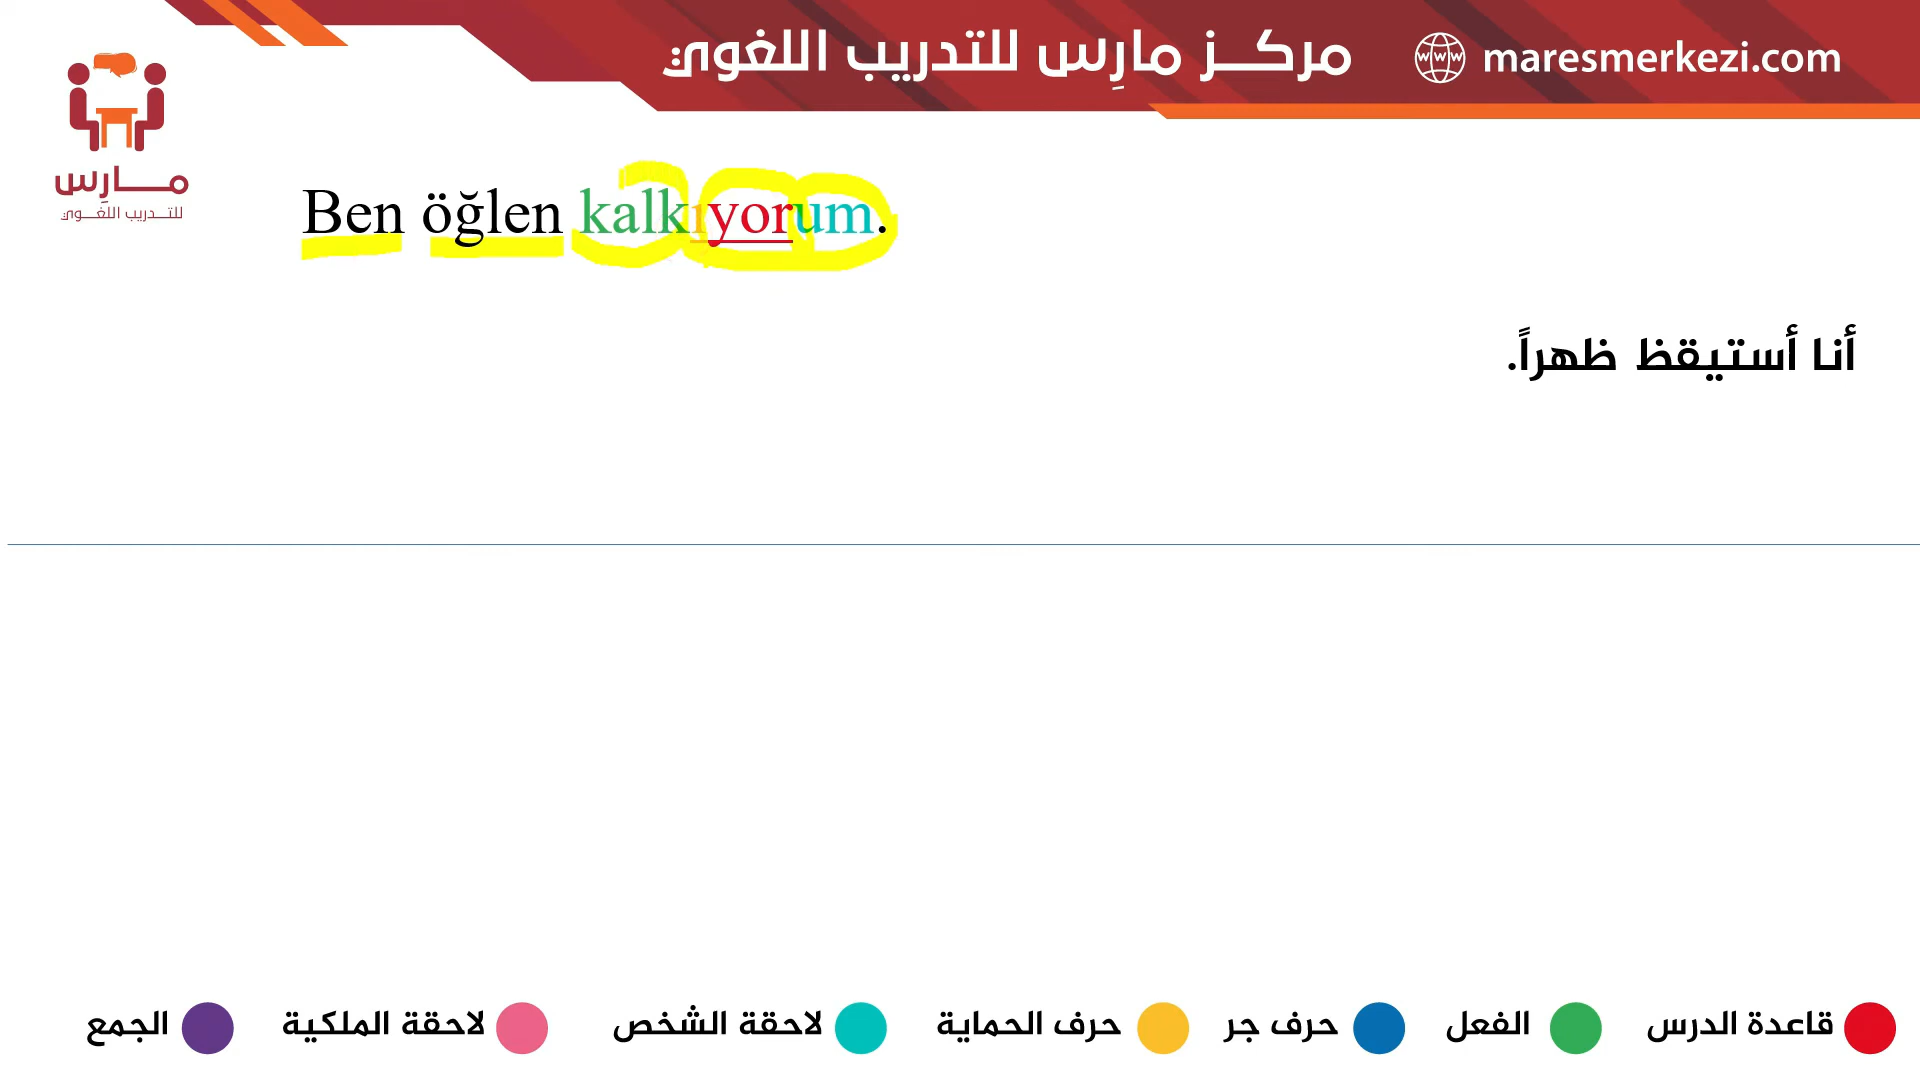 مركــز مارِس للتدريب اللغوي
www maresmerkezi.com
مــارِس
للتــدريب اللغــوي
Ben öğlen kalkıyorum.
أنا أستيقظ ظهراً.
قاعدة الدرس الفعل حرف جر حرف الحماية لاحقة الشخص لاحقة الملكية الجمع